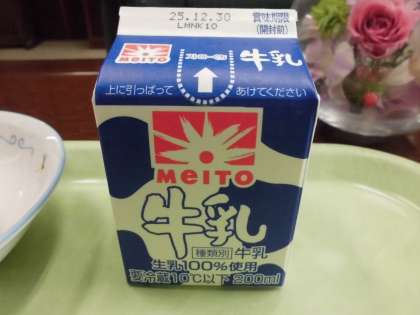 25.12.30
LMNK10
賞味期限
(開封前)
MEITO
ストロー口
牛乳
上に引っぱって
あけてください
MEITO
牛乳
種類別 牛乳
生乳100%使用
要冷蔵10℃以下 200ml